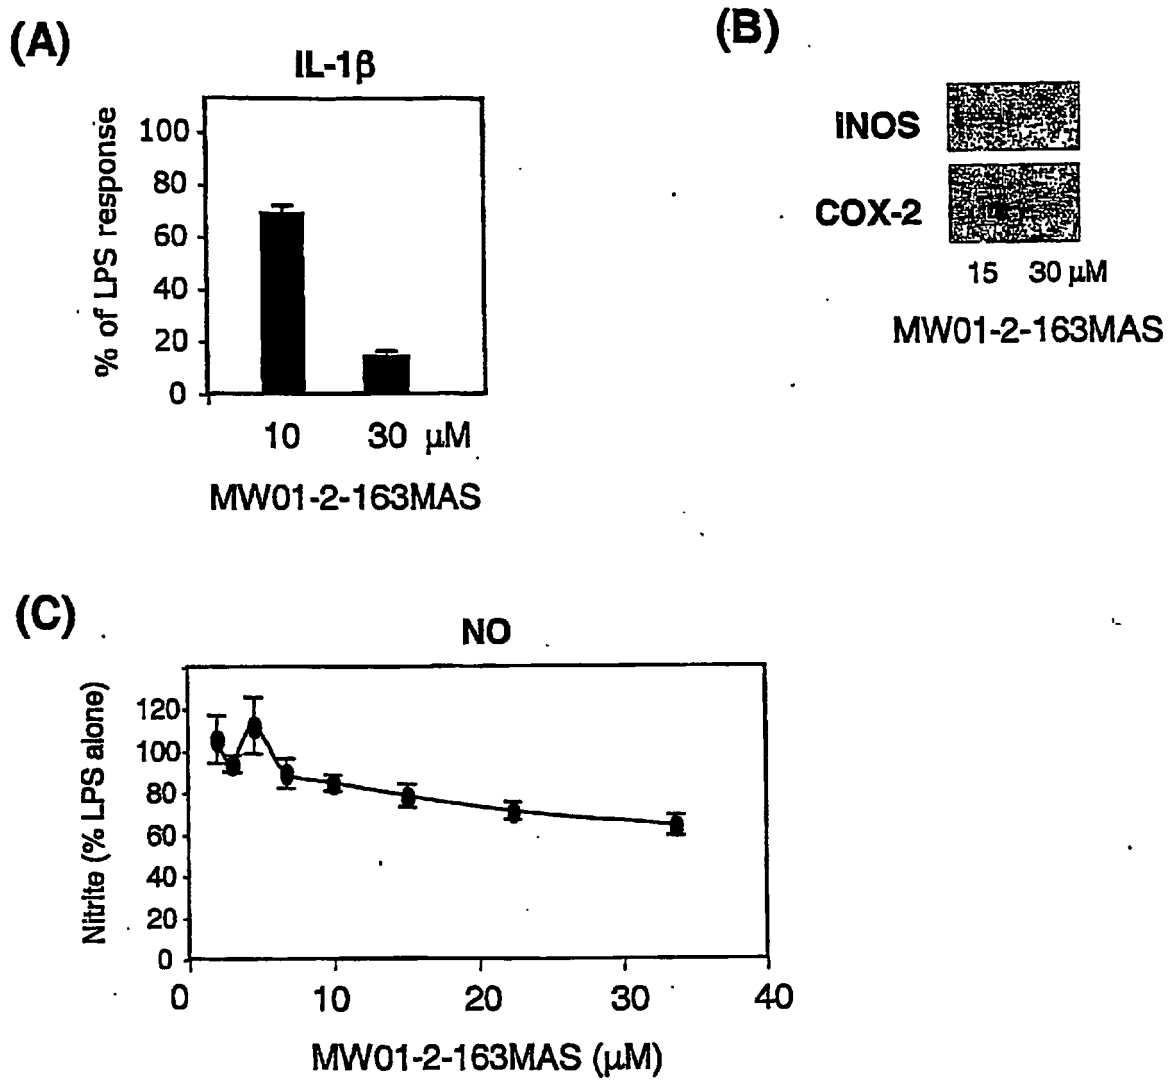 (A)
IL-1β
% of LPS response
100
80
60
40
20
0
10 30 μM
MW01-2-163MAS
(B)
iNOS
COX-2
15 30 μM
MW01-2-163MAS
(C)
NO
Nitrite (% LPS alone)
120
100
80
60
40
20
0
0 10 20 30 40
MW01-2-163MAS (μM)